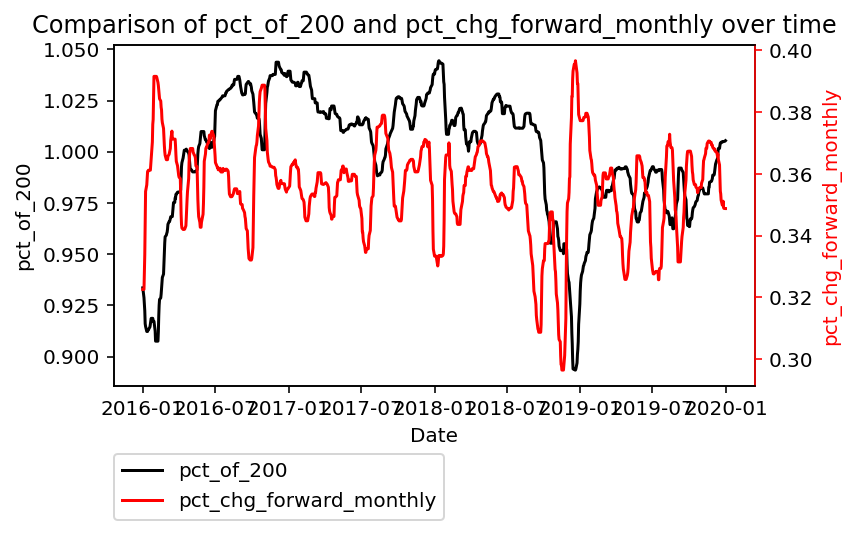 Comparison of pct_of_200 and pct_chg_forward_monthly over time
1.050
1.025
1.000
0.975
0.950
0.925
0.900
pct_of_200
0.40
0.38
0.36
0.34
0.32
0.30
pct_chg_forward_monthly
2016-01 2016-07 2017-01 2017-07 2018-01 2018-07 2019-01 2019-07 2020-01
Date
pct_of_200
pct_chg_forward_monthly